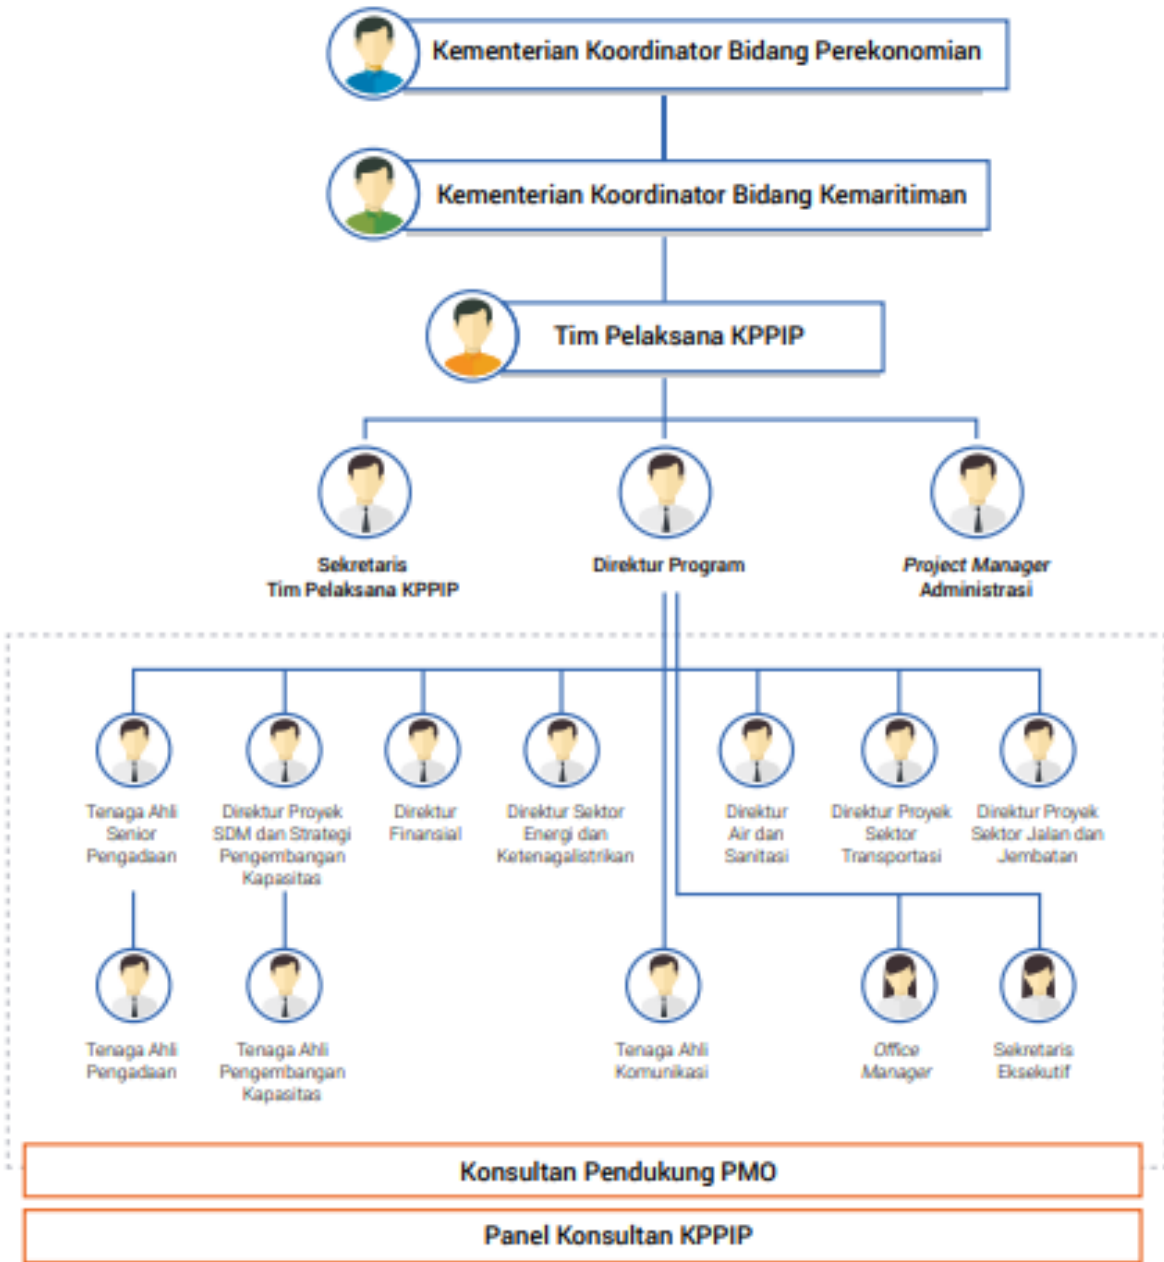 Kementerian Koordinator Bidang Perekonomian
Kementerian Koordinator Bidang Kemaritiman
Tim Pelaksana KPPIP
Sekretaris
Tim Pelaksana KPPIP
Direktur Program
Project Manager
Administrasi
Tenaga Ahli
Senior
Pengadaan
Direktur Proyek
SDM dan Strategi
Pengembangan
Kapasitas
Direktur
Finansial
Direktur Sektor
Energi dan
Ketenagalistrikan
Direktur
Air dan
Sanitasi
Direktur Proyek
Sektor
Transportasi
Direktur Proyek
Sektor Jalan dan
Jembatan
Tenaga Ahli
Pengadaan
Tenaga Ahli
Pengembangan
Kapasitas
Tenaga Ahli
Komunikasi
Office
Manager
Sekretaris
Eksekutif
Konsultan Pendukung PMO
Panel Konsultan KPPIP